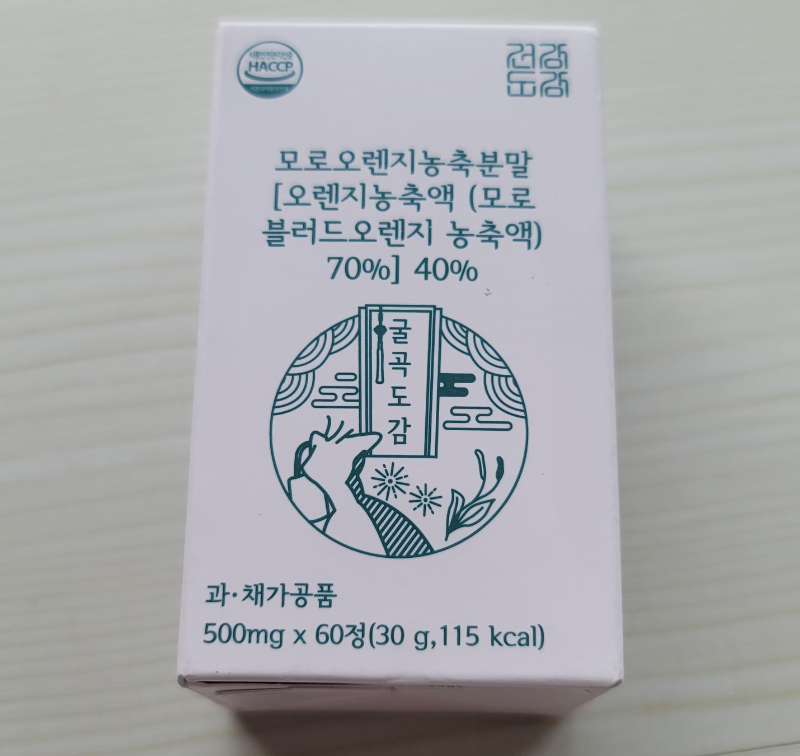 HACCP
건강
도감
모로오렌지농축분말
[오렌지농축액 (모로
블러드오렌지 농축액)
70%] 40%
굴곡도감
과·채가공품
500mg x 60정(30 g,115 kcal)